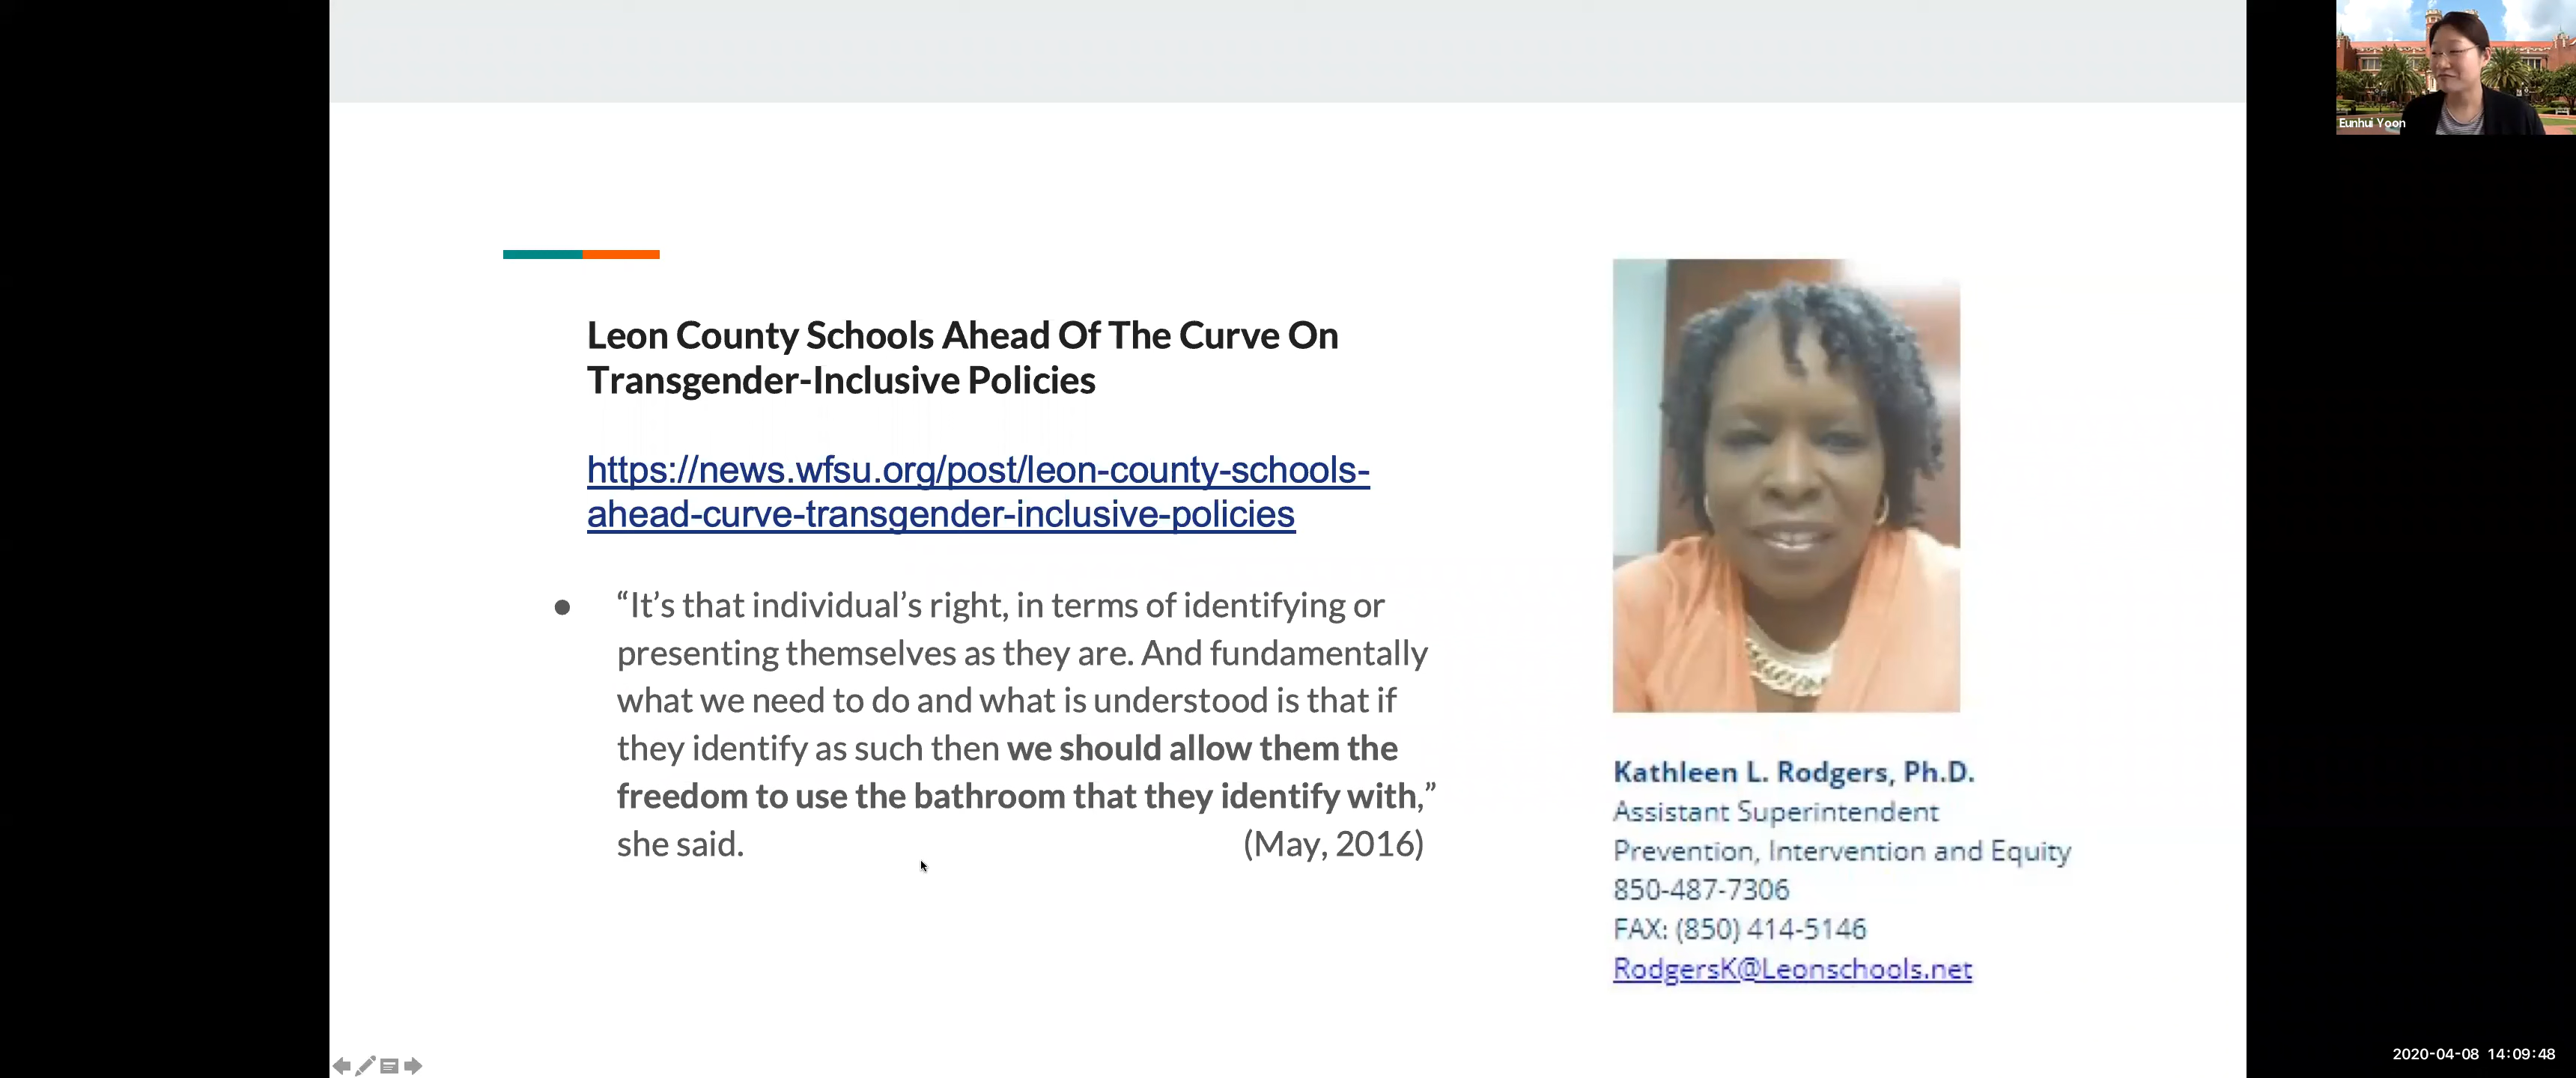 Leon County Schools Ahead Of The Curve On
Transgender-Inclusive Policies
https://news.wfsu.org/post/leon-county-schools-
ahead-curve-transgender-inclusive-policies
● “It’s that individual’s right, in terms of identifying or
presenting themselves as they are. And fundamentally
what we need to do and what is understood is that if
they identify as such then we should allow them the
freedom to use the bathroom that they identify with,”
she said. (May, 2016)
Kathleen L. Rodgers, Ph.D.
Assistant Superintendent
Prevention, Intervention and Equity
850-487-7306
FAX: (850) 414-5146
RodgersK@Leonschools.net
Eunhui Yoon
2020-04-08 14:09:48